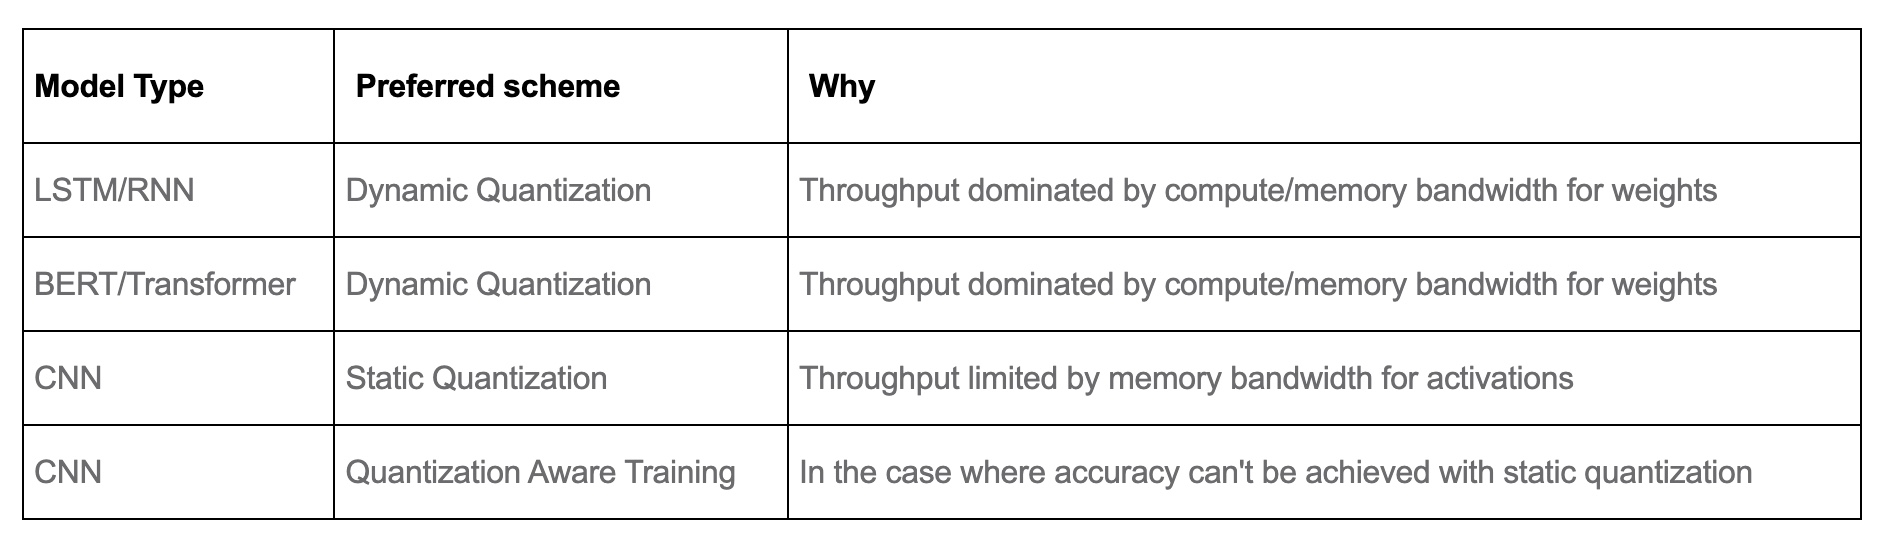 Model Type Preferred scheme Why
LSTM/RNN Dynamic Quantization Throughput dominated by compute/memory bandwidth for weights
BERT/Transformer Dynamic Quantization Throughput dominated by compute/memory bandwidth for weights
CNN Static Quantization Throughput limited by memory bandwidth for activations
CNN Quantization Aware Training In the case where accuracy can't be achieved with static quantization